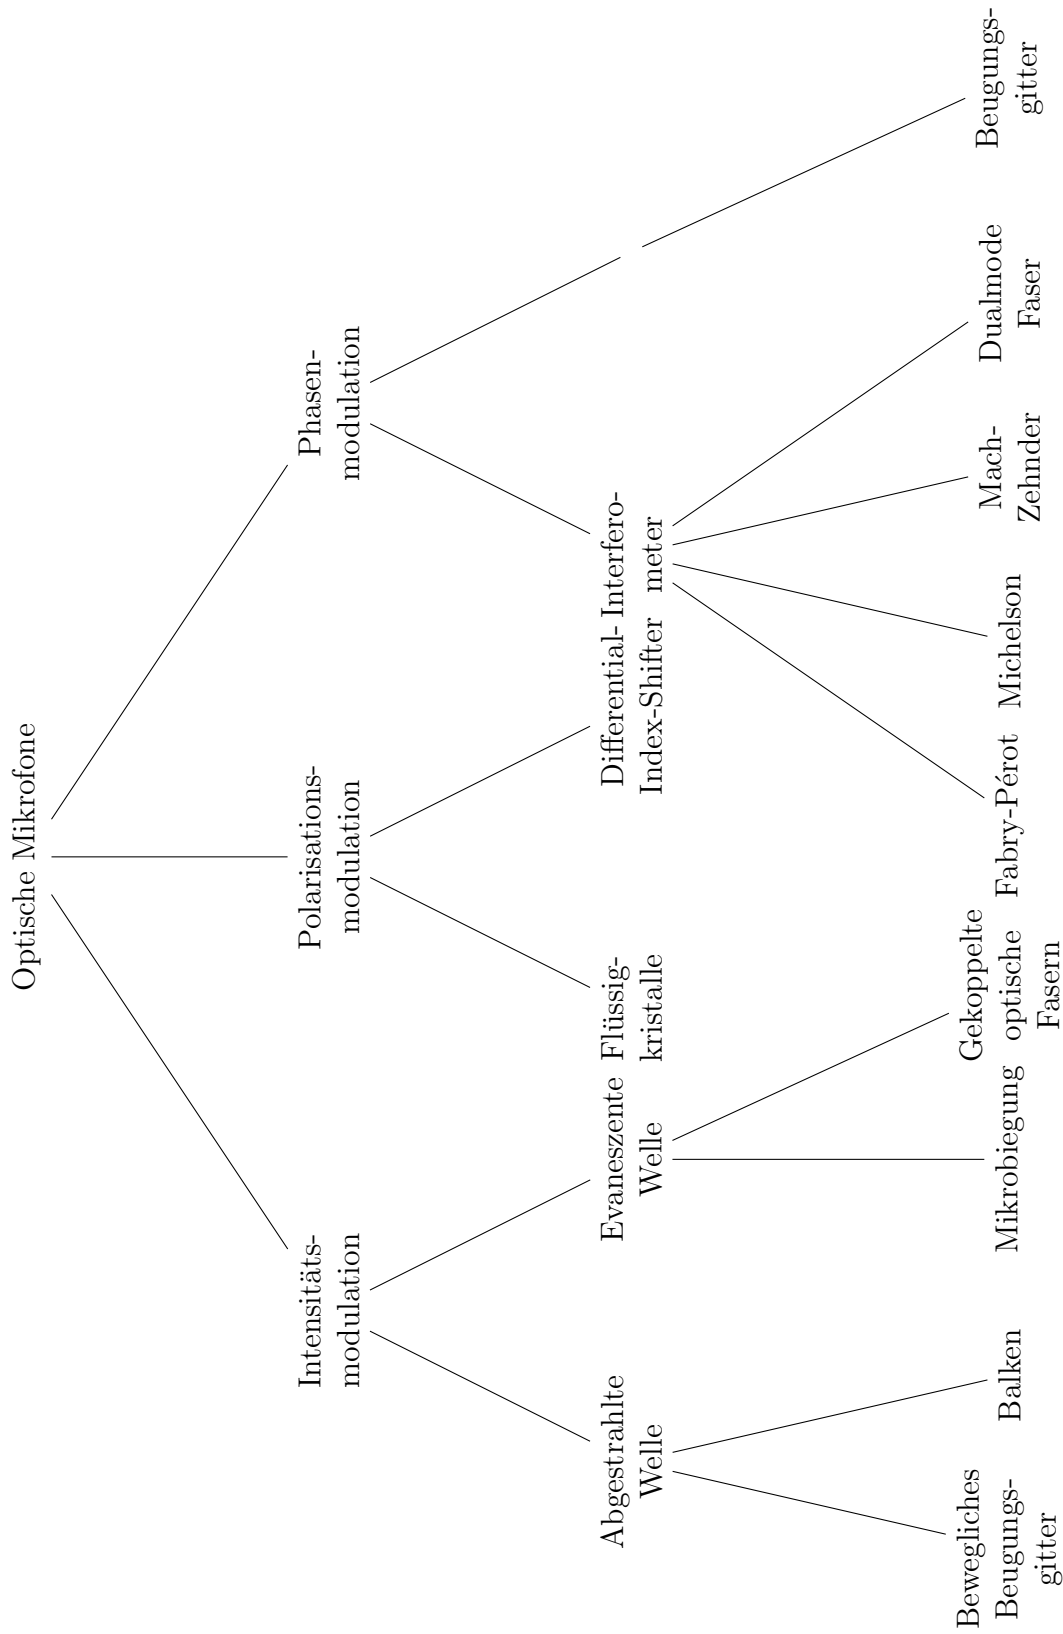 Optische Mikrofone
Intensitäts-
modulation
Polarisations-
modulation
Phasen-
modulation
Abgestrahlte
Welle
Evaneszente
Welle
Flüssig-
kristalle
Differential-
Index-Shifter
Interfero-
meter
Bewegliches
Beugungs-
gitter
Balken
Mikrobiegung
Gekoppelte
optische
Fasern
Fabry-Pérot
Michelson
Mach-
Zehnder
Dualmode
Faser
Beugungs-
gitter